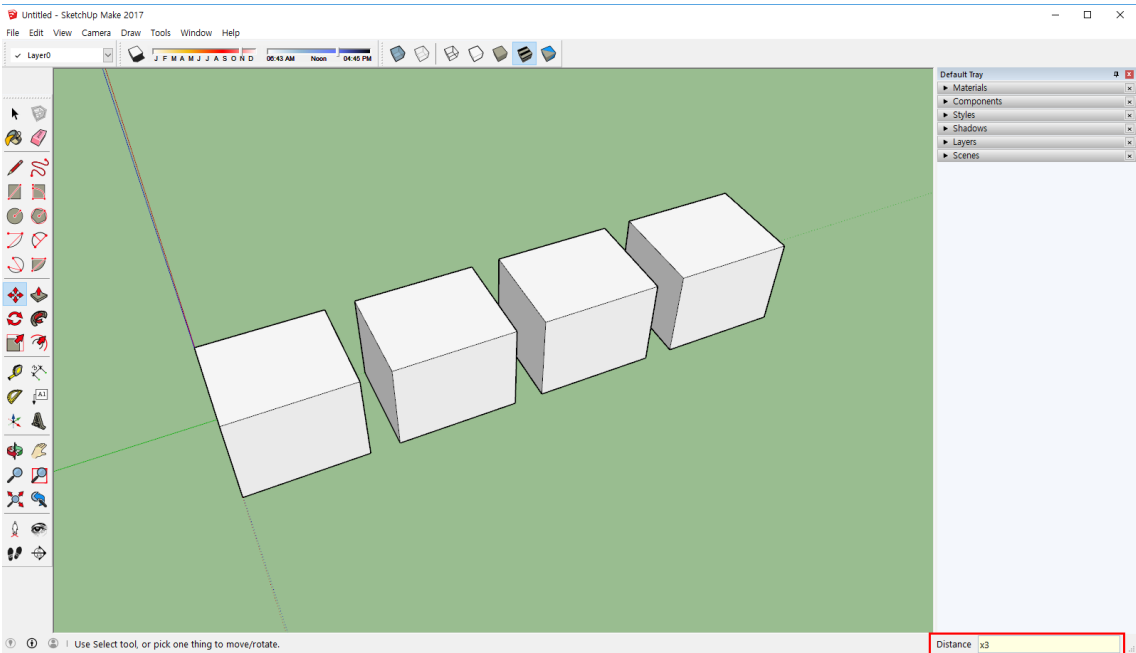 Untitled - SketchUp Make 2017
File Edit View Camera Draw Tools Window Help
Layer0
J F M A M J J A S O N D
06:43 AM Noon 04:45 PM
Default Tray
Materials
Components
Styles
Shadows
Layers
Scenes
A1
Use Select tool, or pick one thing to move/rotate.
Distance x3